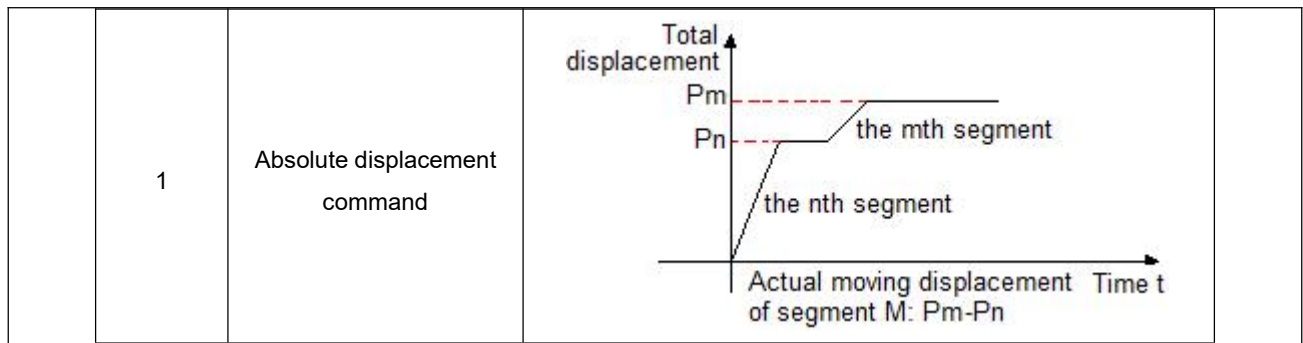 1
Absolute displacement
command
Total
displacement
Pm
Pn
the mth segment
the nth segment
Actual moving displacement
of segment M: Pm-Pn
Time t